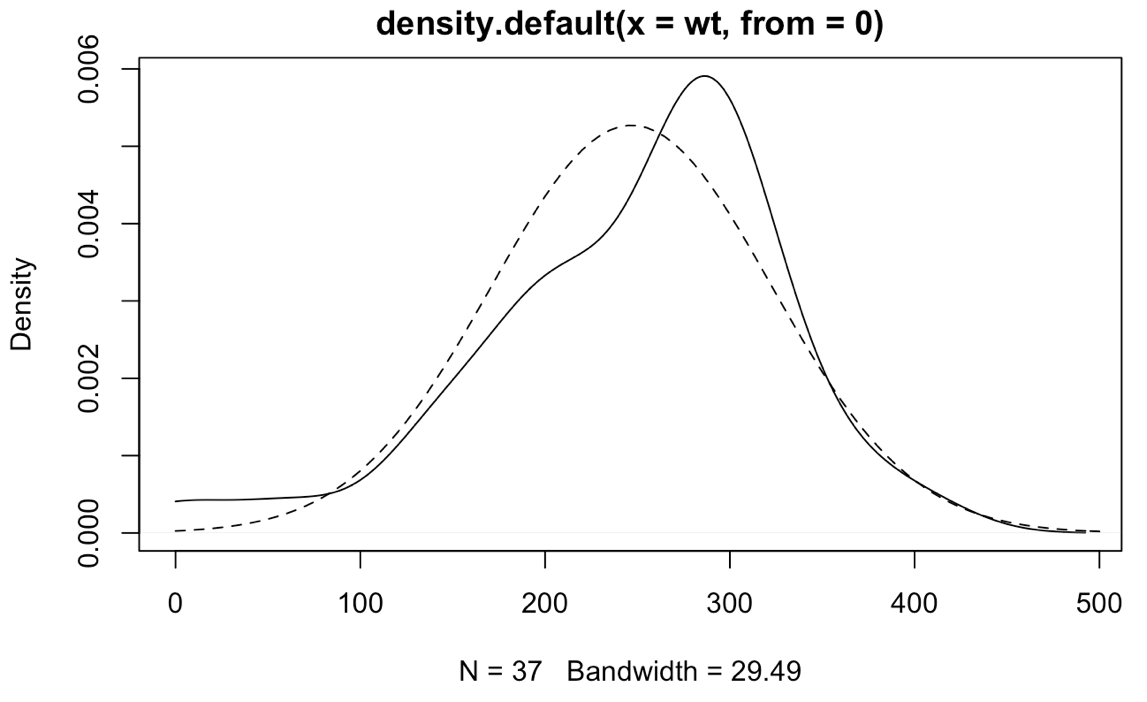 density.default(x = wt, from = 0)
Density
0.006
0.004
0.002
0.000
0 100 200 300 400 500
N = 37 Bandwidth = 29.49